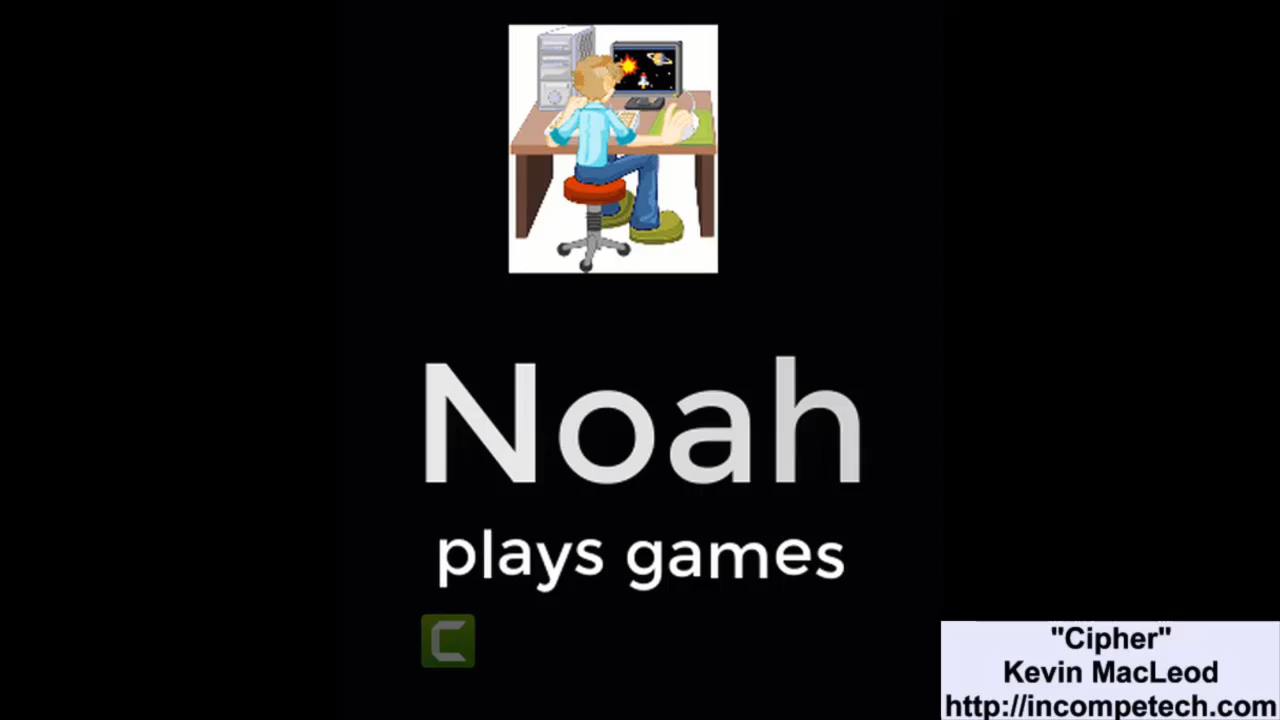 Noah
plays games
"Cipher"
Kevin MacLeod
http://incompetech.com